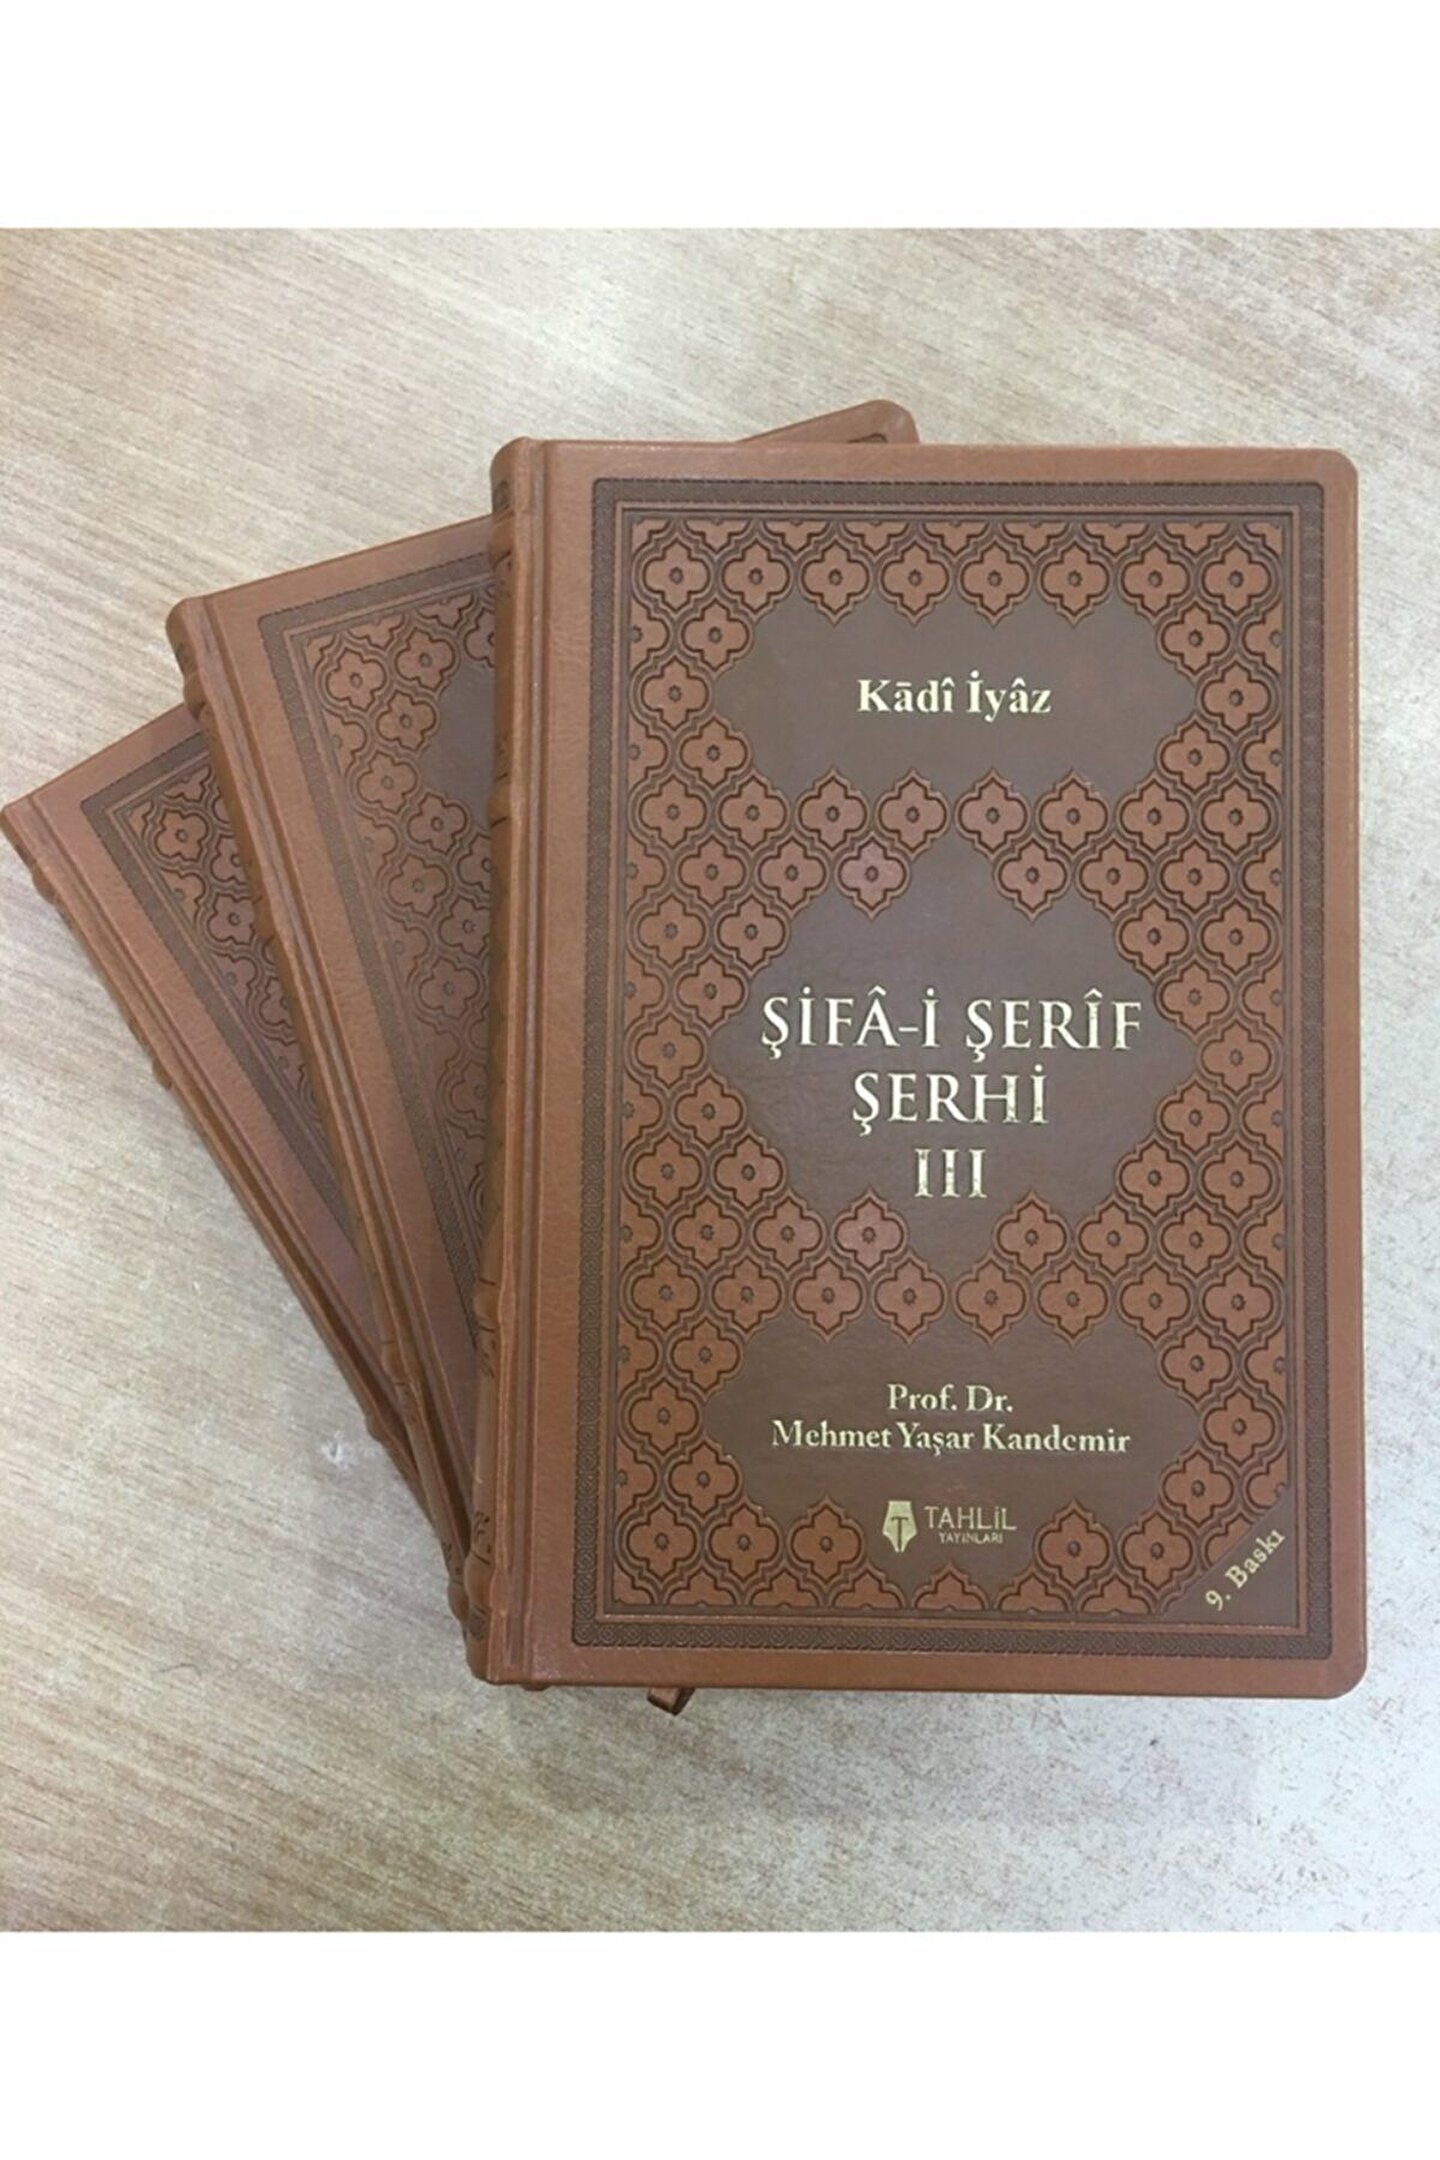 Kādî İyâz
ŞİFÂ-İ ŞERÎF
ŞERHİ
III
Prof. Dr.
Mehmet Yaşar Kandemir
TAHLİL
YAYINLARI
9. Baskı